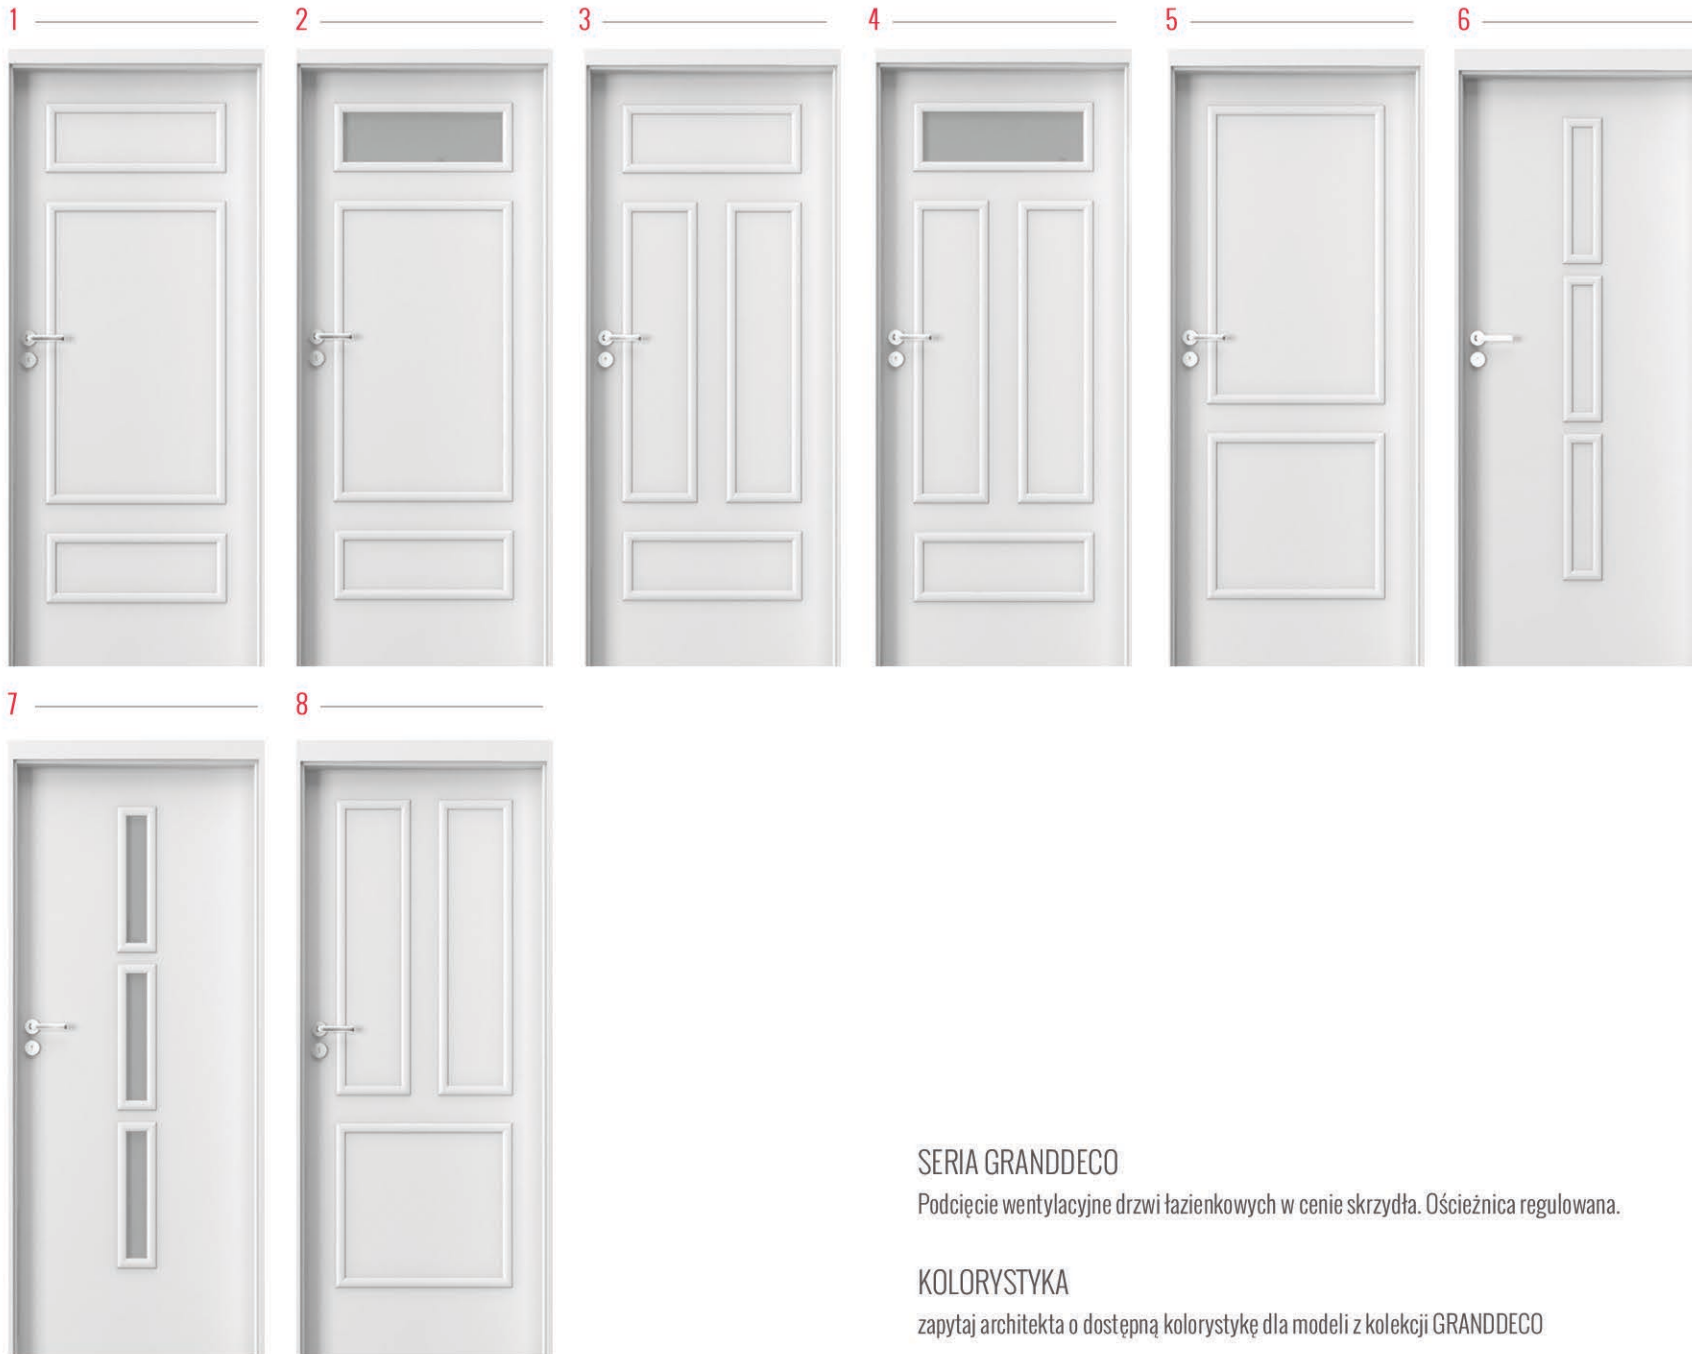 1
2
3
4
5
6
7
8
SERIA GRANDDECO
Podcięcie wentylacyjne drzwi łazienkowych w cenie skrzydła. Ościeżnica regulowana.
KOLORYSTYKA
zapytaj architekta o dostępną kolorystykę dla modeli z kolekcji GRANDDECO